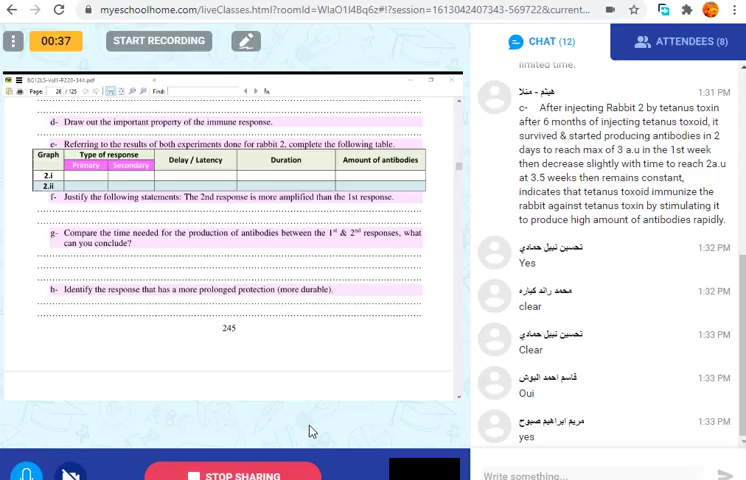 myeschoolhome.com/liveClasses.html?roomId=WIaO1I4Bq6z#!?session=1613042407343-569722&current...
00:37
START RECORDING
CHAT (12)
ATTENDEES (8)
BG12LS-Vol1-P220-344.pdf
Page: 26 / 125 Find:
d- Draw out the important property of the immune response.
e- Referring to the results of both experiments done for rabbit 2, complete the following table.
Graph Type of response Delay / Latency Duration Amount of antibodies
Primary Secondary
2.i
2.ii
f- Justify the following statements: The 2nd response is more amplified than the 1st response.
g- Compare the time needed for the production of antibodies between the 1st & 2nd responses, what
can you conclude?
h- Identify the response that has a more prolonged protection (more durable).
245
STOP SHARING
limited time.
هيثم - منلا
1:31 PM
c- After injecting Rabbit 2 by tetanus toxin
after 6 months of injecting tetanus toxoid, it
survived & started producing antibodies in 2
days to reach max of 3 a.u in the 1st week
then decrease slightly with time to reach 2a.u
at 3.5 weeks then remains constant,
indicates that tetanus toxoid immunize the
rabbit against tetanus toxin by stimulating it
to produce high amount of antibodies rapidly.
تحسين نبيل حمادي
1:32 PM
Yes
محمد رائد كباره
1:32 PM
clear
تحسين نبيل حمادي
1:33 PM
Clear
قاسم احمد البوش
1:33 PM
Oui
مريم ابراهيم صبوح
1:33 PM
yes
Write something...